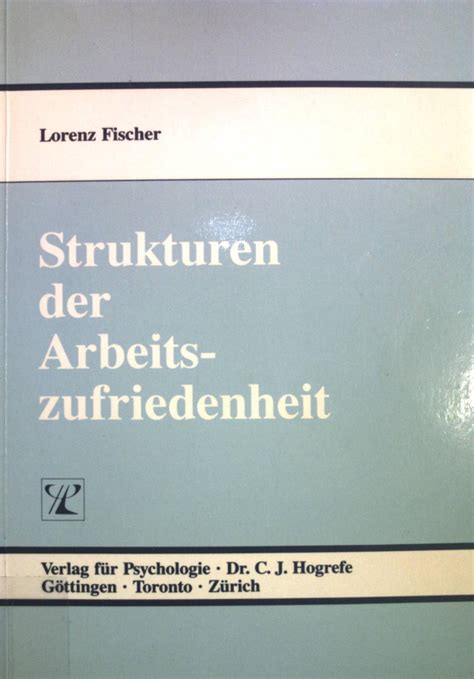 Lorenz Fischer
Strukturen
der
Arbeits-
zufriedenheit
Verlag für Psychologie · Dr. C. J. Hogrefe
Göttingen · Toronto · Zürich